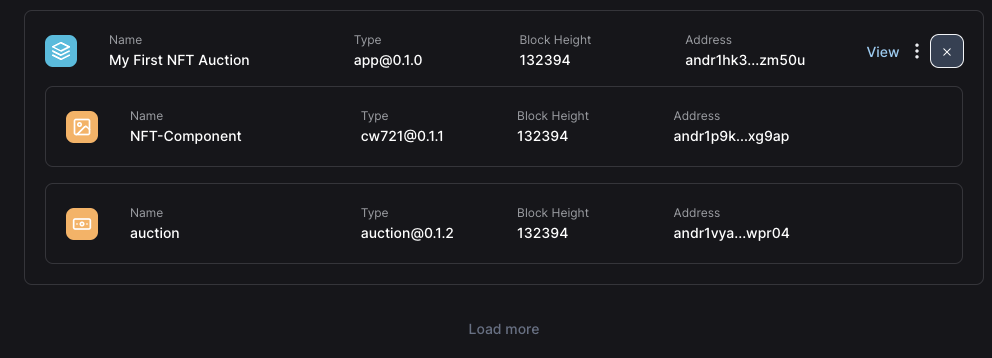 Name Type Block Height Address
My First NFT Auction app@0.1.0 132394 andr1hk3...zm50u View
Name Type Block Height Address
NFT-Component cw721@0.1.1 132394 andr1p9k...xg9ap
Name Type Block Height Address
auction auction@0.1.2 132394 andr1vya...wpr04
Load more